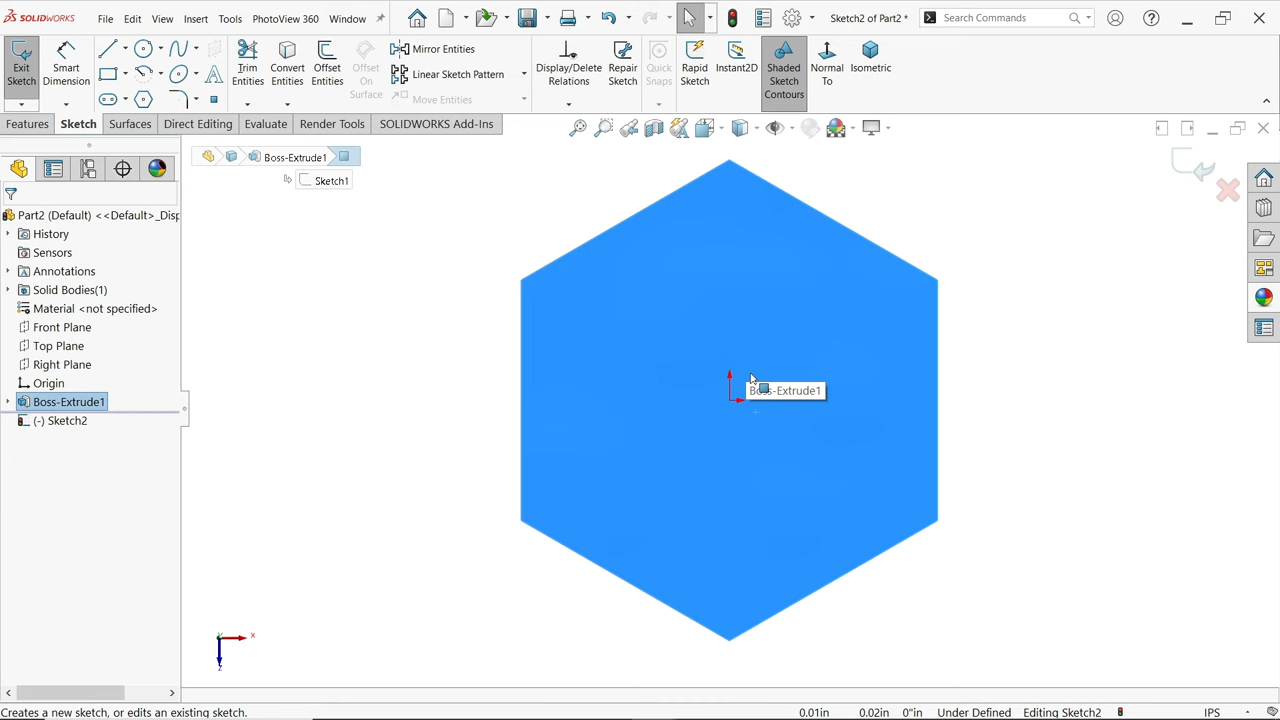 SOLIDWORKS File Edit View Insert Tools PhotoView 360 Window Sketch2 of Part2 * Search Commands
Exit Sketch
Smart Dimension
Trim Entities
Convert Entities
Offset Entities
Offset On Surface
Mirror Entities
Linear Sketch Pattern
Move Entities
Display/Delete Relations
Repair Sketch
Quick Snaps
Rapid Sketch
Instant2D
Shaded Sketch Contours
Normal To
Isometric
Features Sketch Surfaces Direct Editing Evaluate Render Tools SOLIDWORKS Add-Ins
Boss-Extrude1
Sketch1
Part2 (Default) <<Default>_Disp
History
Sensors
Annotations
Solid Bodies(1)
Material <not specified>
Front Plane
Top Plane
Right Plane
Origin
Boss-Extrude1
(-) Sketch2
Boss-Extrude1
Y X
Z
Creates a new sketch, or edits an existing sketch. 0.01in 0.02in 0"in Under Defined Editing Sketch2 IPS